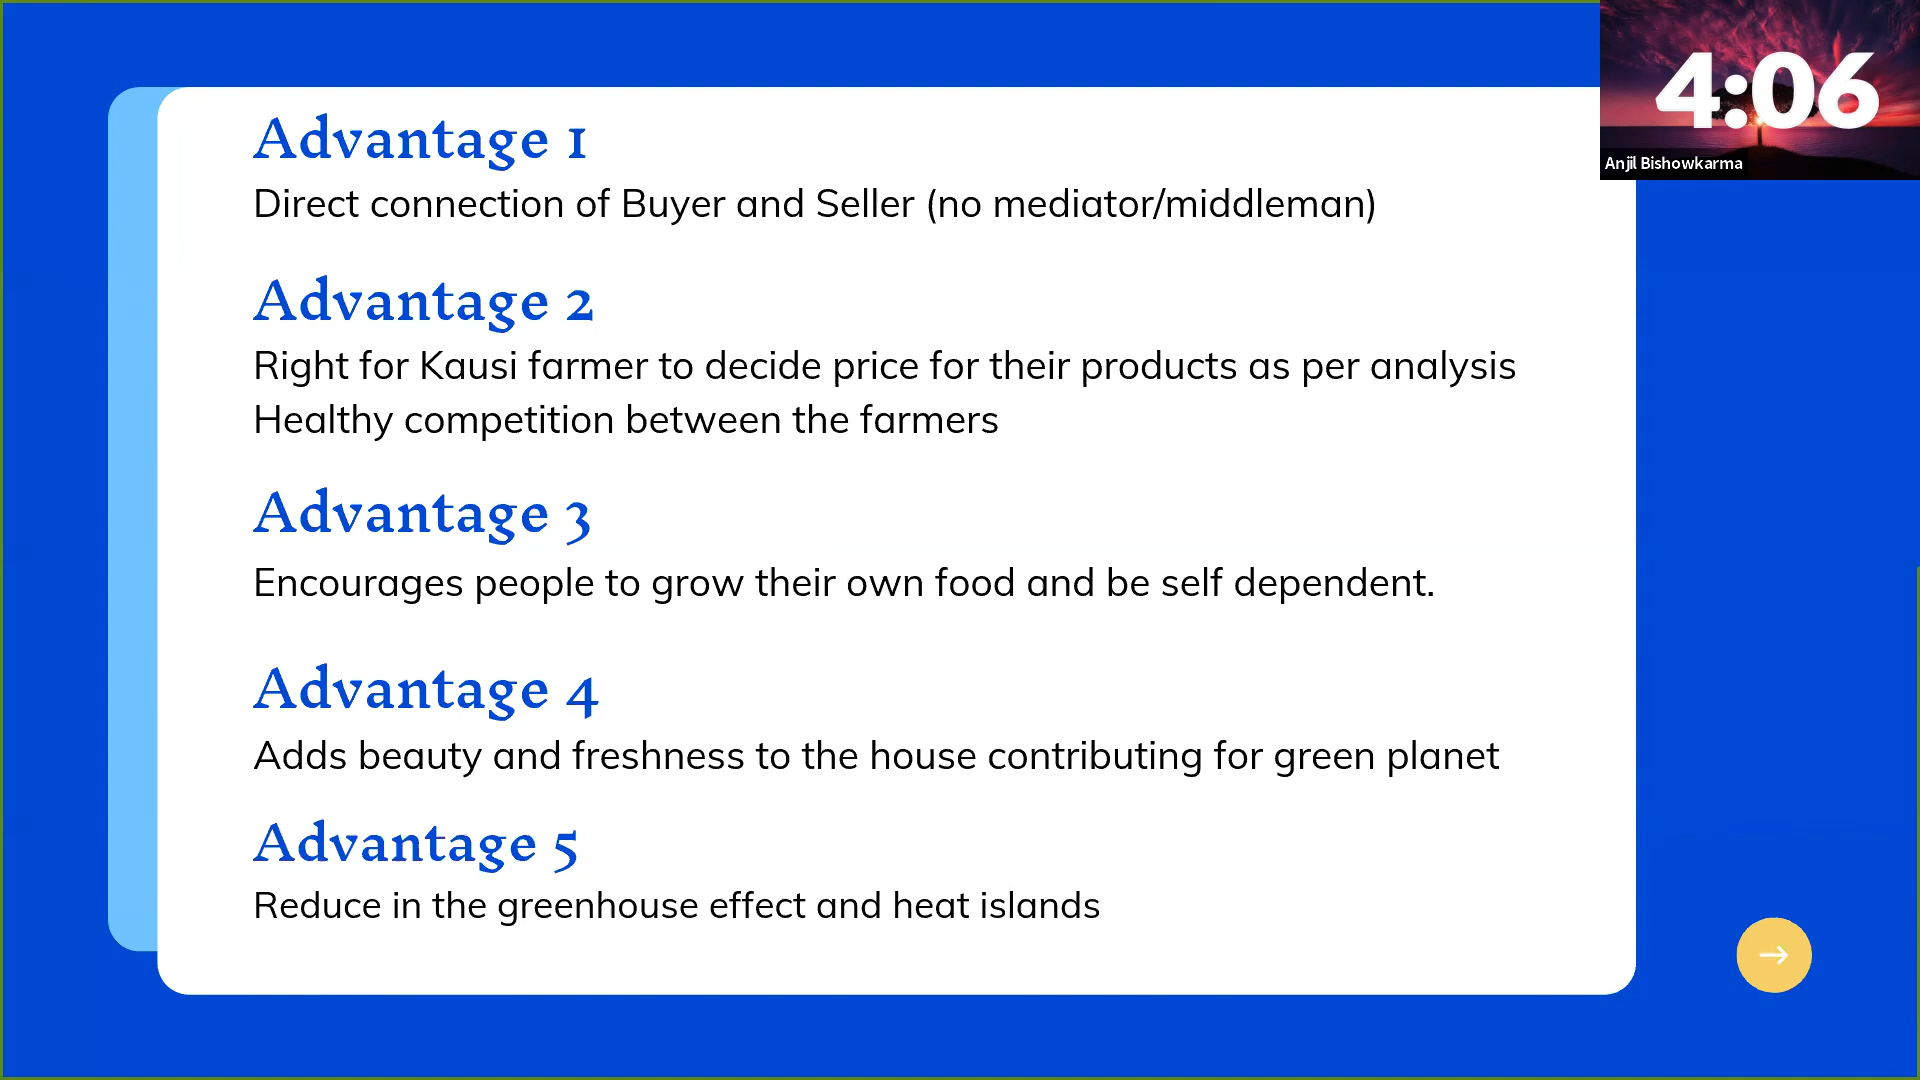 Advantage 1
Direct connection of Buyer and Seller (no mediator/middleman)
Advantage 2
Right for Kausi farmer to decide price for their products as per analysis
Healthy competition between the farmers
Advantage 3
Encourages people to grow their own food and be self dependent.
Advantage 4
Adds beauty and freshness to the house contributing for green planet
Advantage 5
Reduce in the greenhouse effect and heat islands
4:06
Anjil Bishowkarma